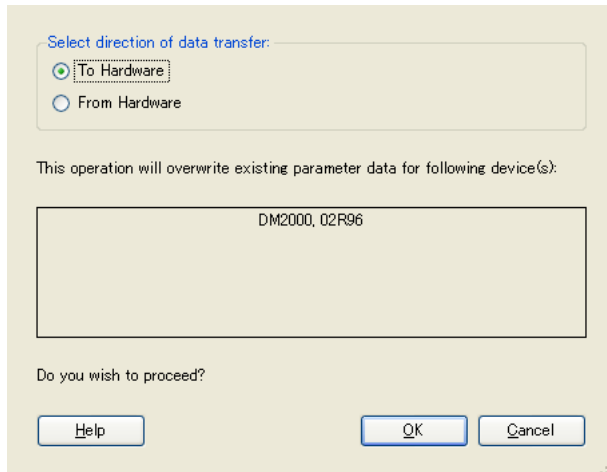 Select direction of data transfer:
To Hardware
From Hardware
This operation will overwrite existing parameter data for following device(s):
DM2000, 02R96
Do you wish to proceed?
Help OK Cancel